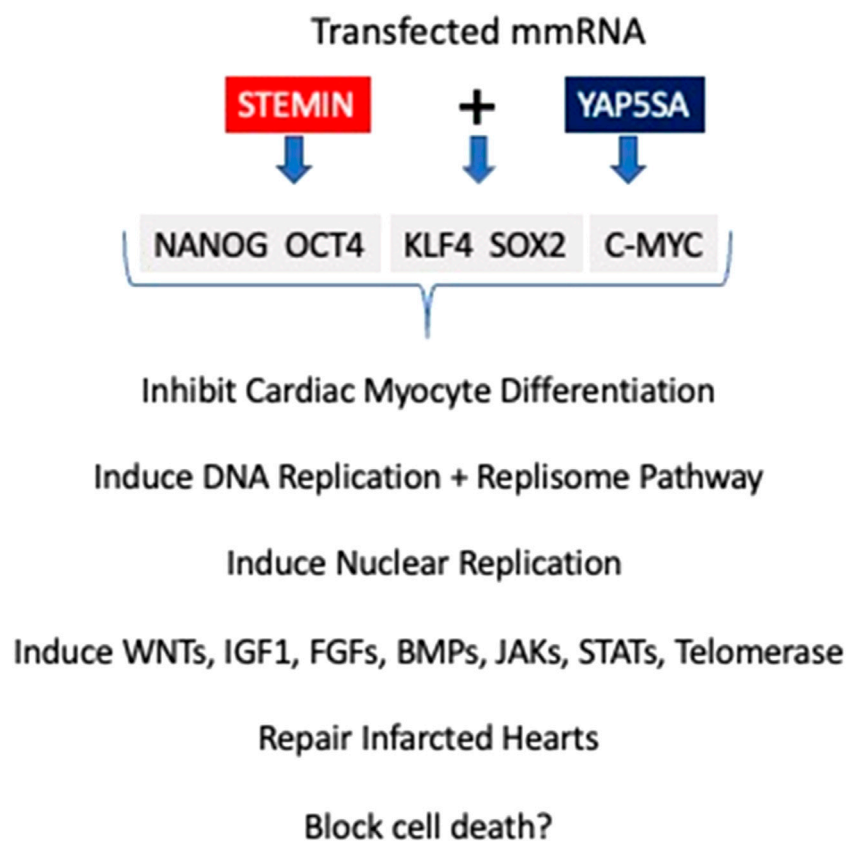 Transfected mmRNA
STEMIN + YAP5SA
NANOG OCT4 KLF4 SOX2 C-MYC
Inhibit Cardiac Myocyte Differentiation
Induce DNA Replication + Replisome Pathway
Induce Nuclear Replication
Induce WNTs, IGF1, FGFs, BMPs, JAKs, STATs, Telomerase
Repair Infarcted Hearts
Block cell death?